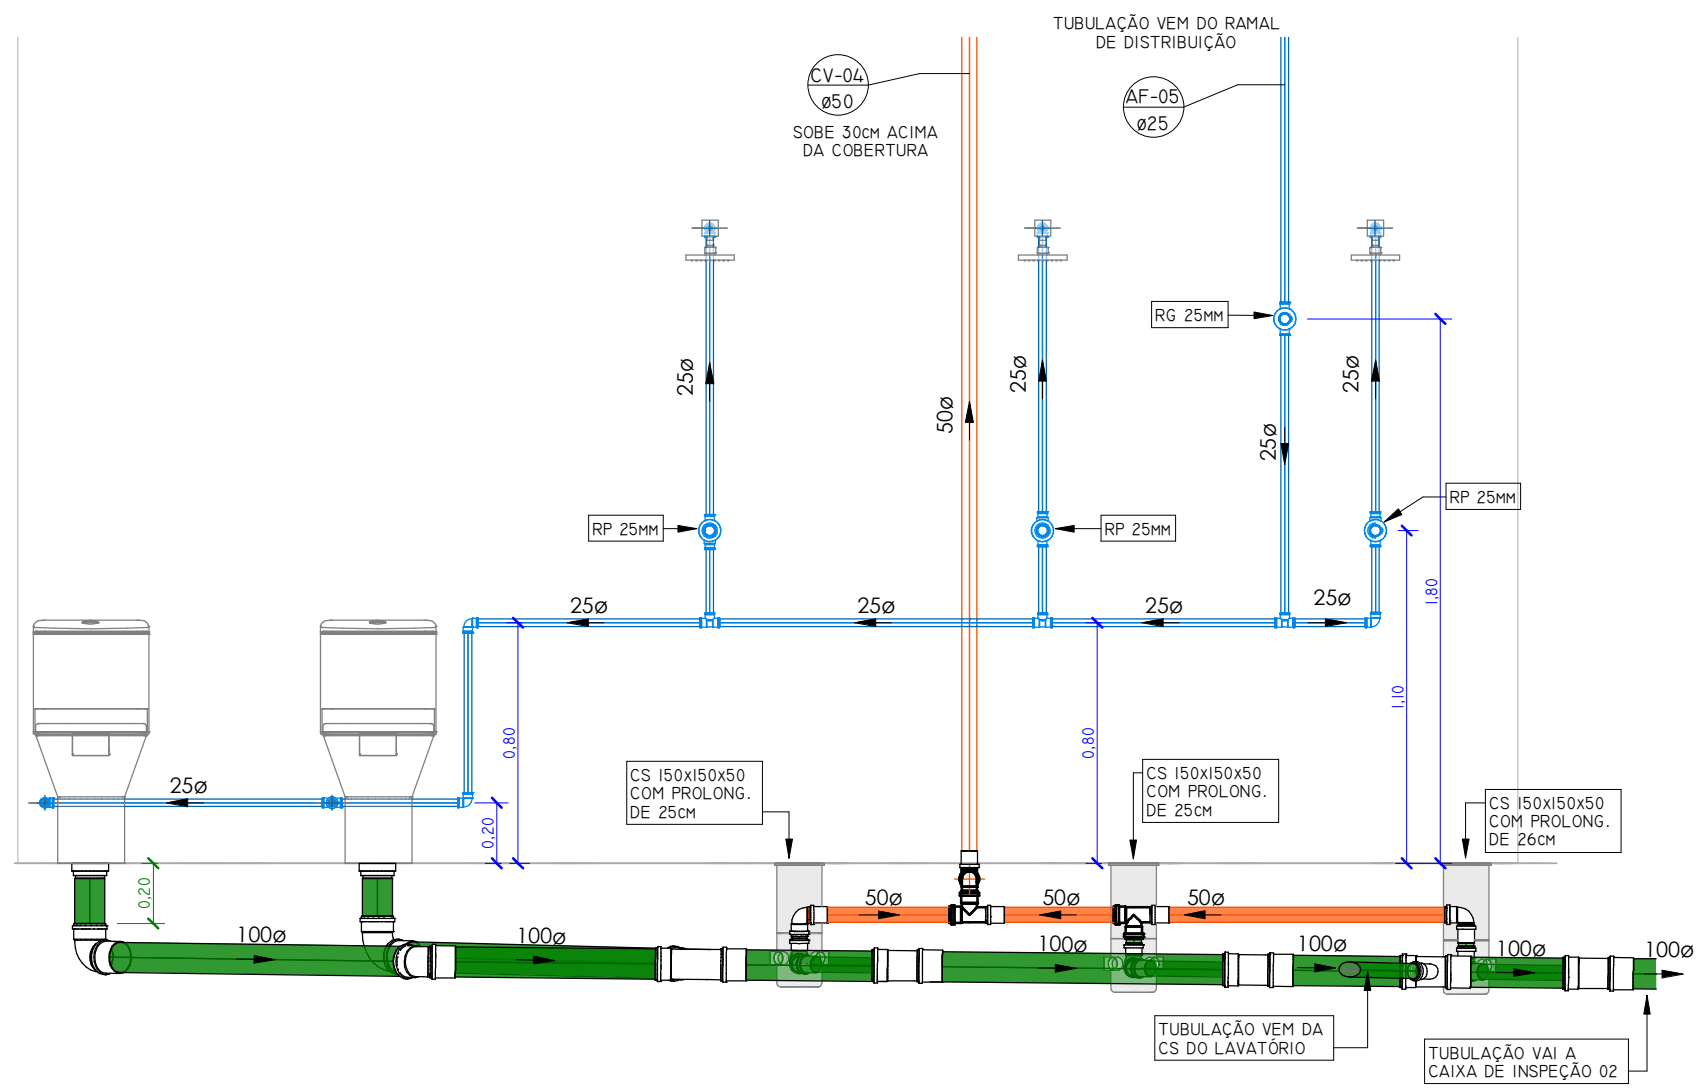 TUBULAÇÃO VEM DO RAMAL
DE DISTRIBUIÇÃO
CV-04
ø50
SOBE 30CM ACIMA
DA COBERTURA
AF-05
ø25
RG 25MM
25ø
25ø
25ø
50ø
25ø
RP 25MM
RP 25MM
RP 25MM
1,80
25ø
25ø
25ø
25ø
1,10
0,80
0,80
25ø
0,20
CS 150X150X50
COM PROLONG.
DE 25CM
CS 150X150X50
COM PROLONG.
DE 25CM
CS 150X150X50
COM PROLONG.
DE 26CM
0,20
50ø
50ø
50ø
100ø
100ø
100ø
100ø
100ø
100ø
TUBULAÇÃO VEM DA
CS DO LAVATÓRIO
TUBULAÇÃO VAI A
CAIXA DE INSPEÇÃO 02